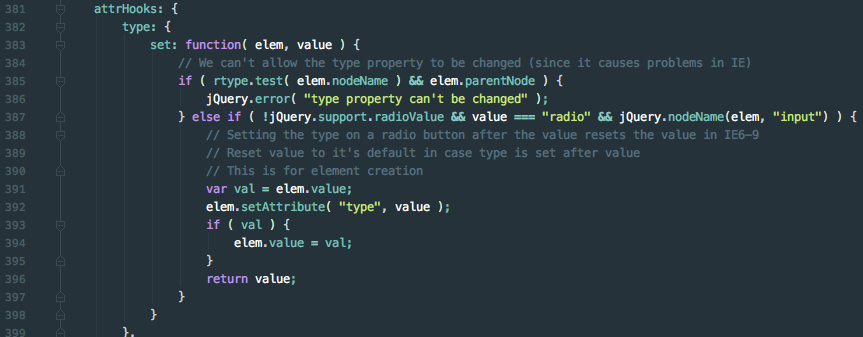 381 attrHooks: {
382 type: {
383 set: function( elem, value ) {
384 // We can't allow the type property to be changed (since it causes problems in IE)
385 if ( rtype.test( elem.nodeName ) && elem.parentNode ) {
386 jQuery.error( "type property can't be changed" );
387 } else if ( !jQuery.support.radioValue && value === "radio" && jQuery.nodeName(elem, "input") ) {
388 // Setting the type on a radio button after the value resets the value in IE6-9
389 // Reset value to it's default in case type is set after value
390 // This is for element creation
391 var val = elem.value;
392 elem.setAttribute( "type", value );
393 if ( val ) {
394 elem.value = val;
395 }
396 return value;
397 }
398 }
399 },